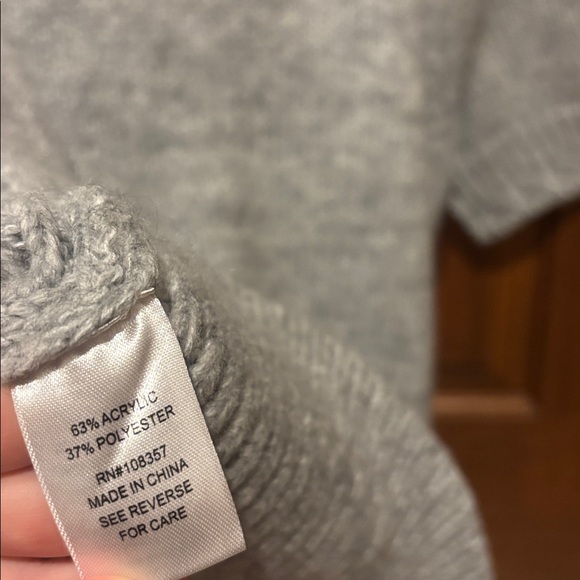 63% ACRYLIC
37% POLYESTER
RN#108357
MADE IN CHINA
SEE REVERSE
FOR CARE